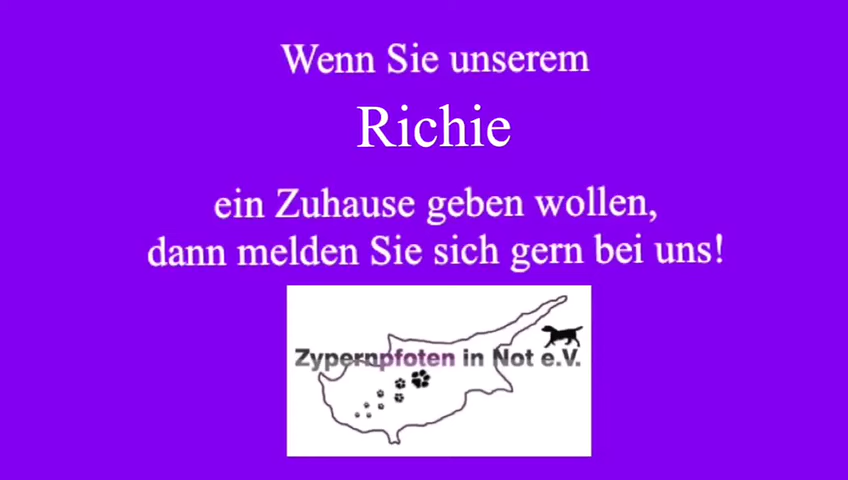 Wenn Sie unserem
Richie
ein Zuhause geben wollen,
dann melden Sie sich gern bei uns!
Zypernpfoten in Not e.V.